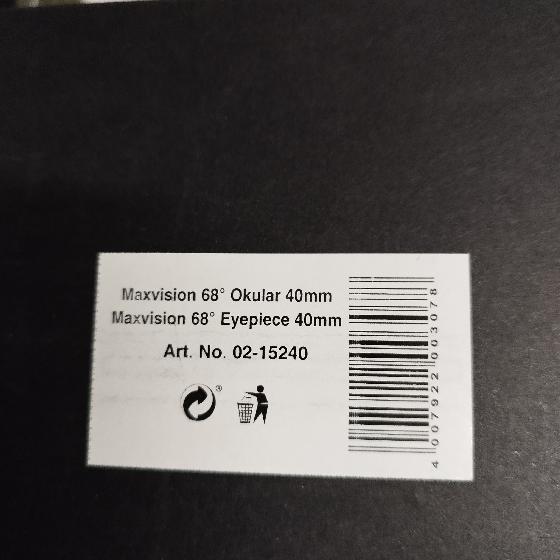 Maxvision 68° Okular 40mm
Maxvision 68° Eyepiece 40mm
Art. No. 02-15240
®
4 007922 003078